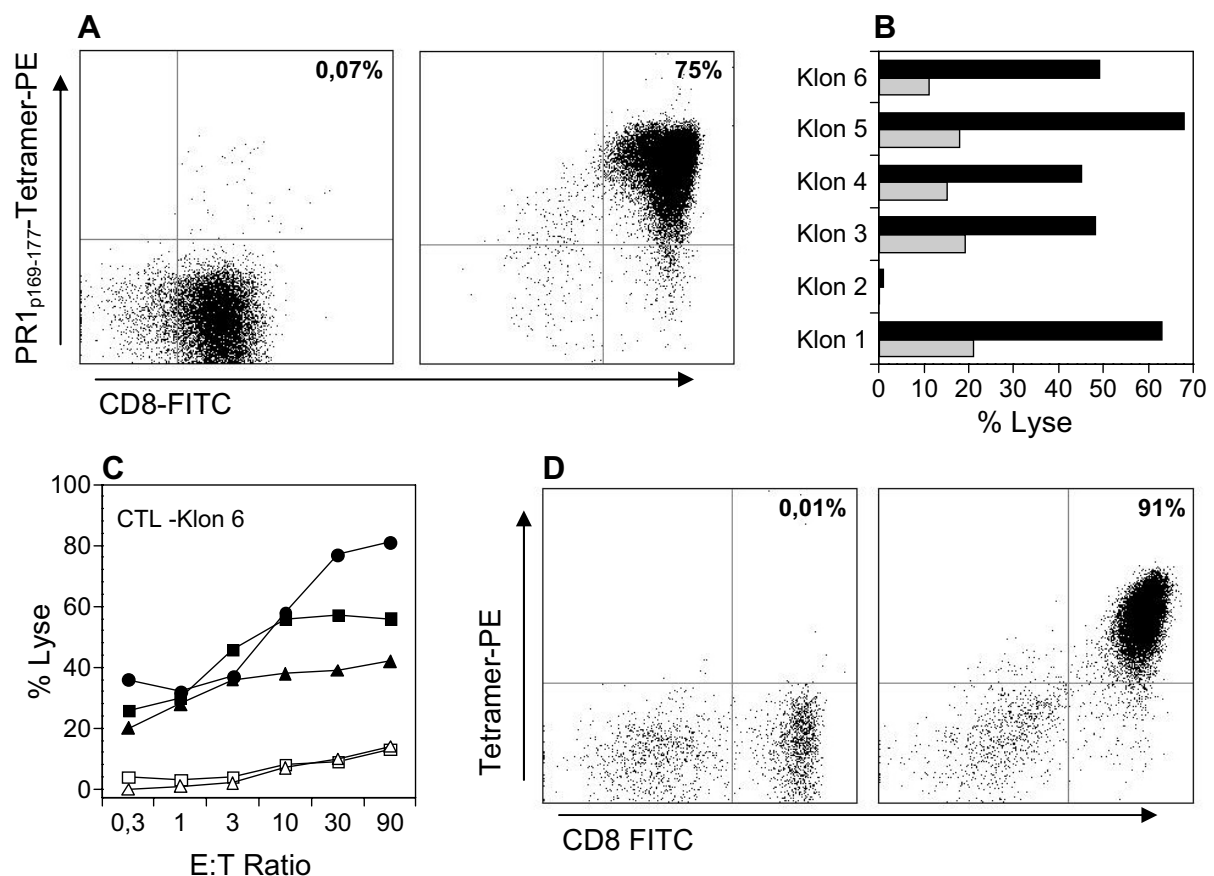 A
PR1p169-177-Tetramer-PE
0,07%
75%
CD8-FITC
B
Klon 6
Klon 5
Klon 4
Klon 3
Klon 2
Klon 1
0 10 20 30 40 50 60 70
% Lyse
C
100
80
60
40
20
0
% Lyse
CTL -Klon 6
0,3 1 3 10 30 90
E:T Ratio
D
Tetramer-PE
0,01%
91%
CD8 FITC